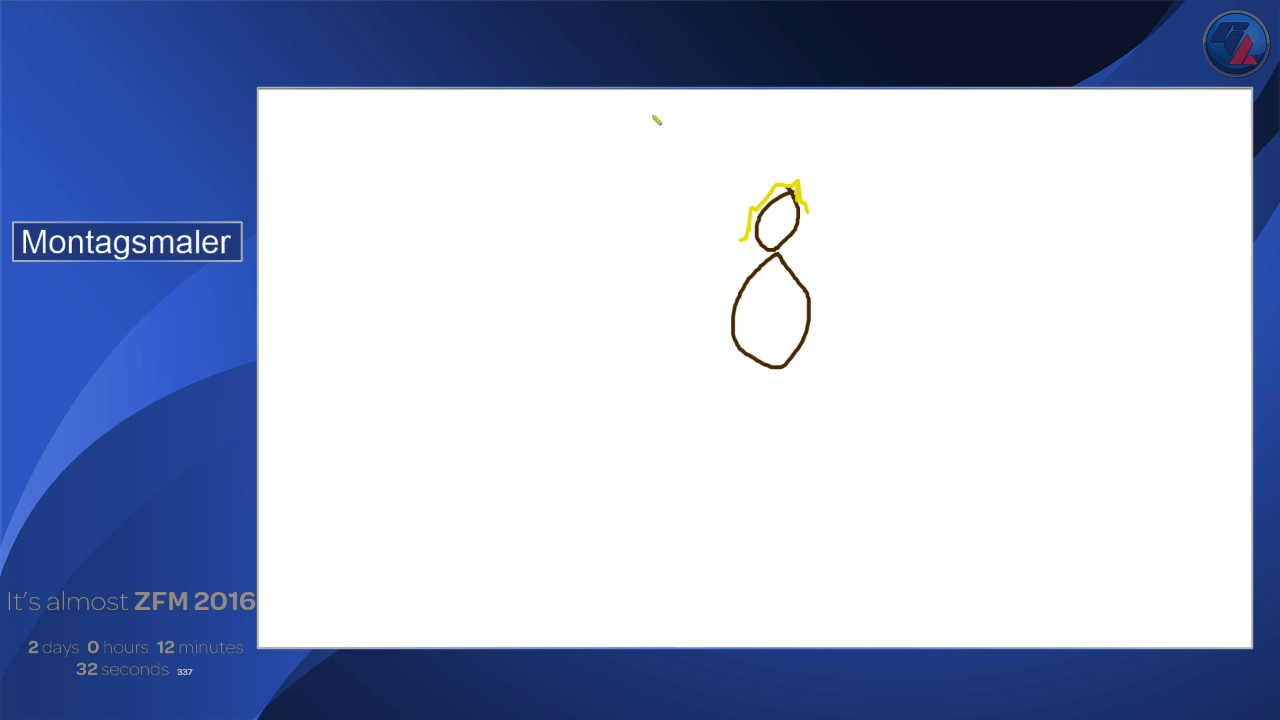 Montagsmaler
It's almost ZFM 2016
2 days 0 hours 12 minutes
32 seconds 337